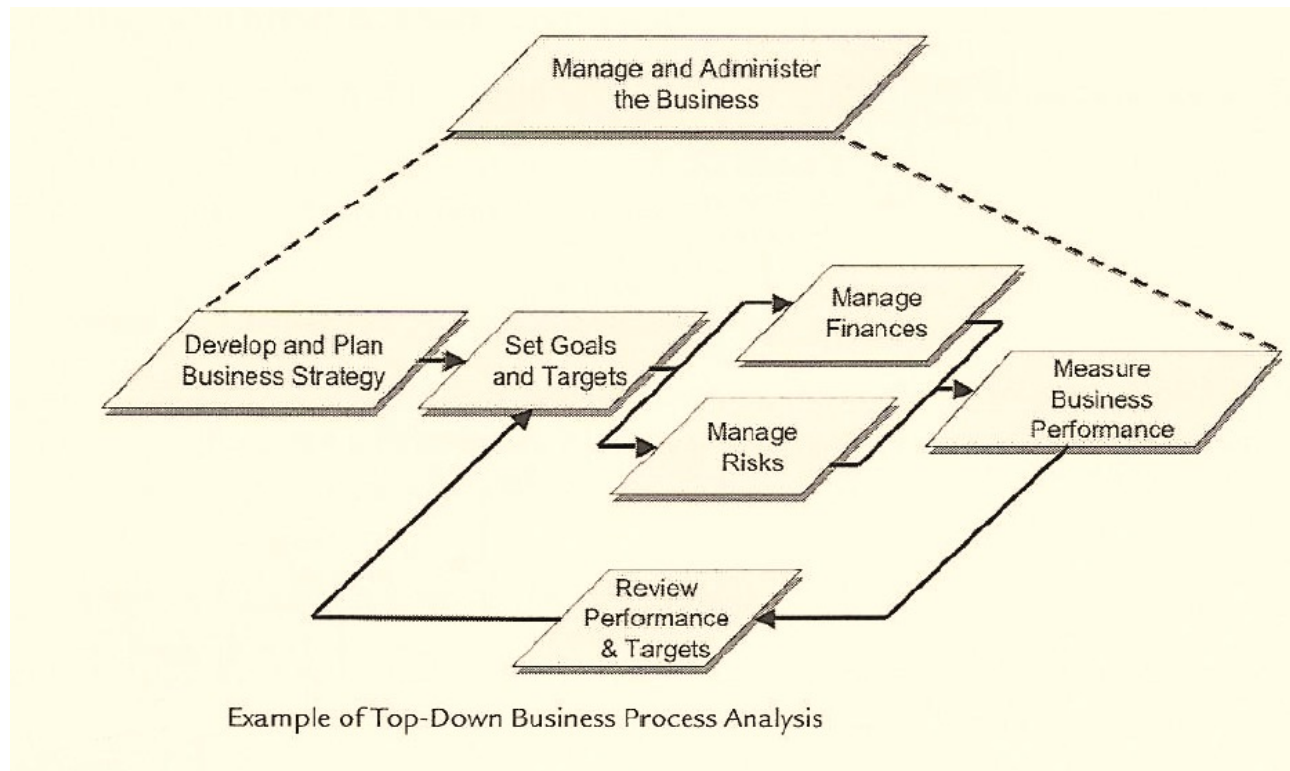 Manage and Administer
the Business
Develop and Plan
Business Strategy
Set Goals
and Targets
Manage
Finances
Manage
Risks
Measure
Business
Performance
Review
Performance
& Targets
Example of Top-Down Business Process Analysis